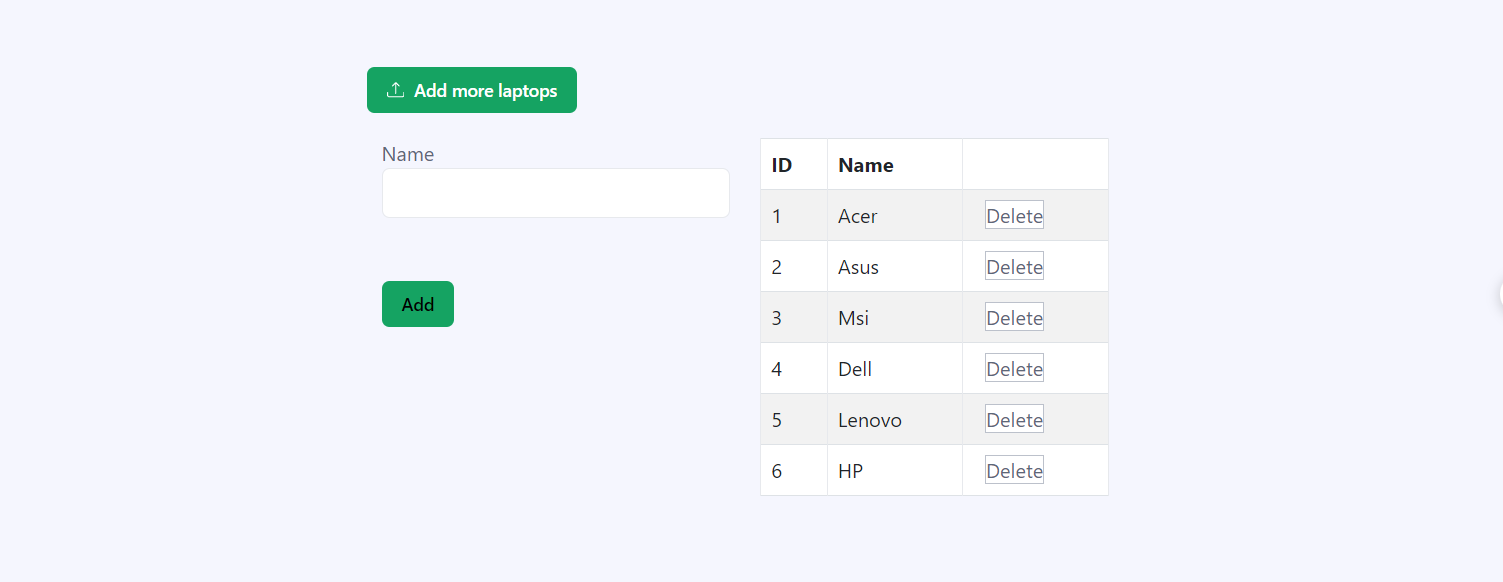 Add more laptops
Name
Add
ID Name
1 Acer Delete
2 Asus Delete
3 Msi Delete
4 Dell Delete
5 Lenovo Delete
6 HP Delete